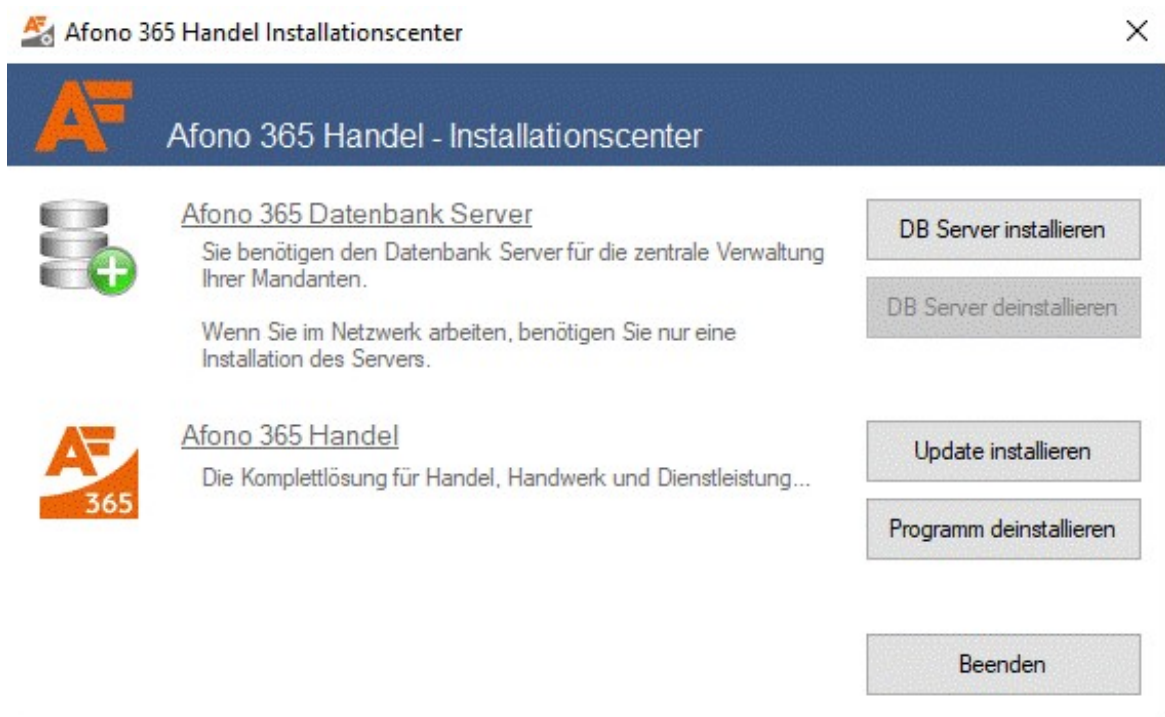 Afono 365 Handel Installationscenter
AF
Afono 365 Handel - Installationscenter
Afono 365 Datenbank Server
Sie benötigen den Datenbank Server für die zentrale Verwaltung
Ihrer Mandanten.
Wenn Sie im Netzwerk arbeiten, benötigen Sie nur eine
Installation des Servers.
DB Server installieren
DB Server deinstallieren
AF
365
Afono 365 Handel
Die Komplettlösung für Handel, Handwerk und Dienstleistung...
Update installieren
Programm deinstallieren
Beenden